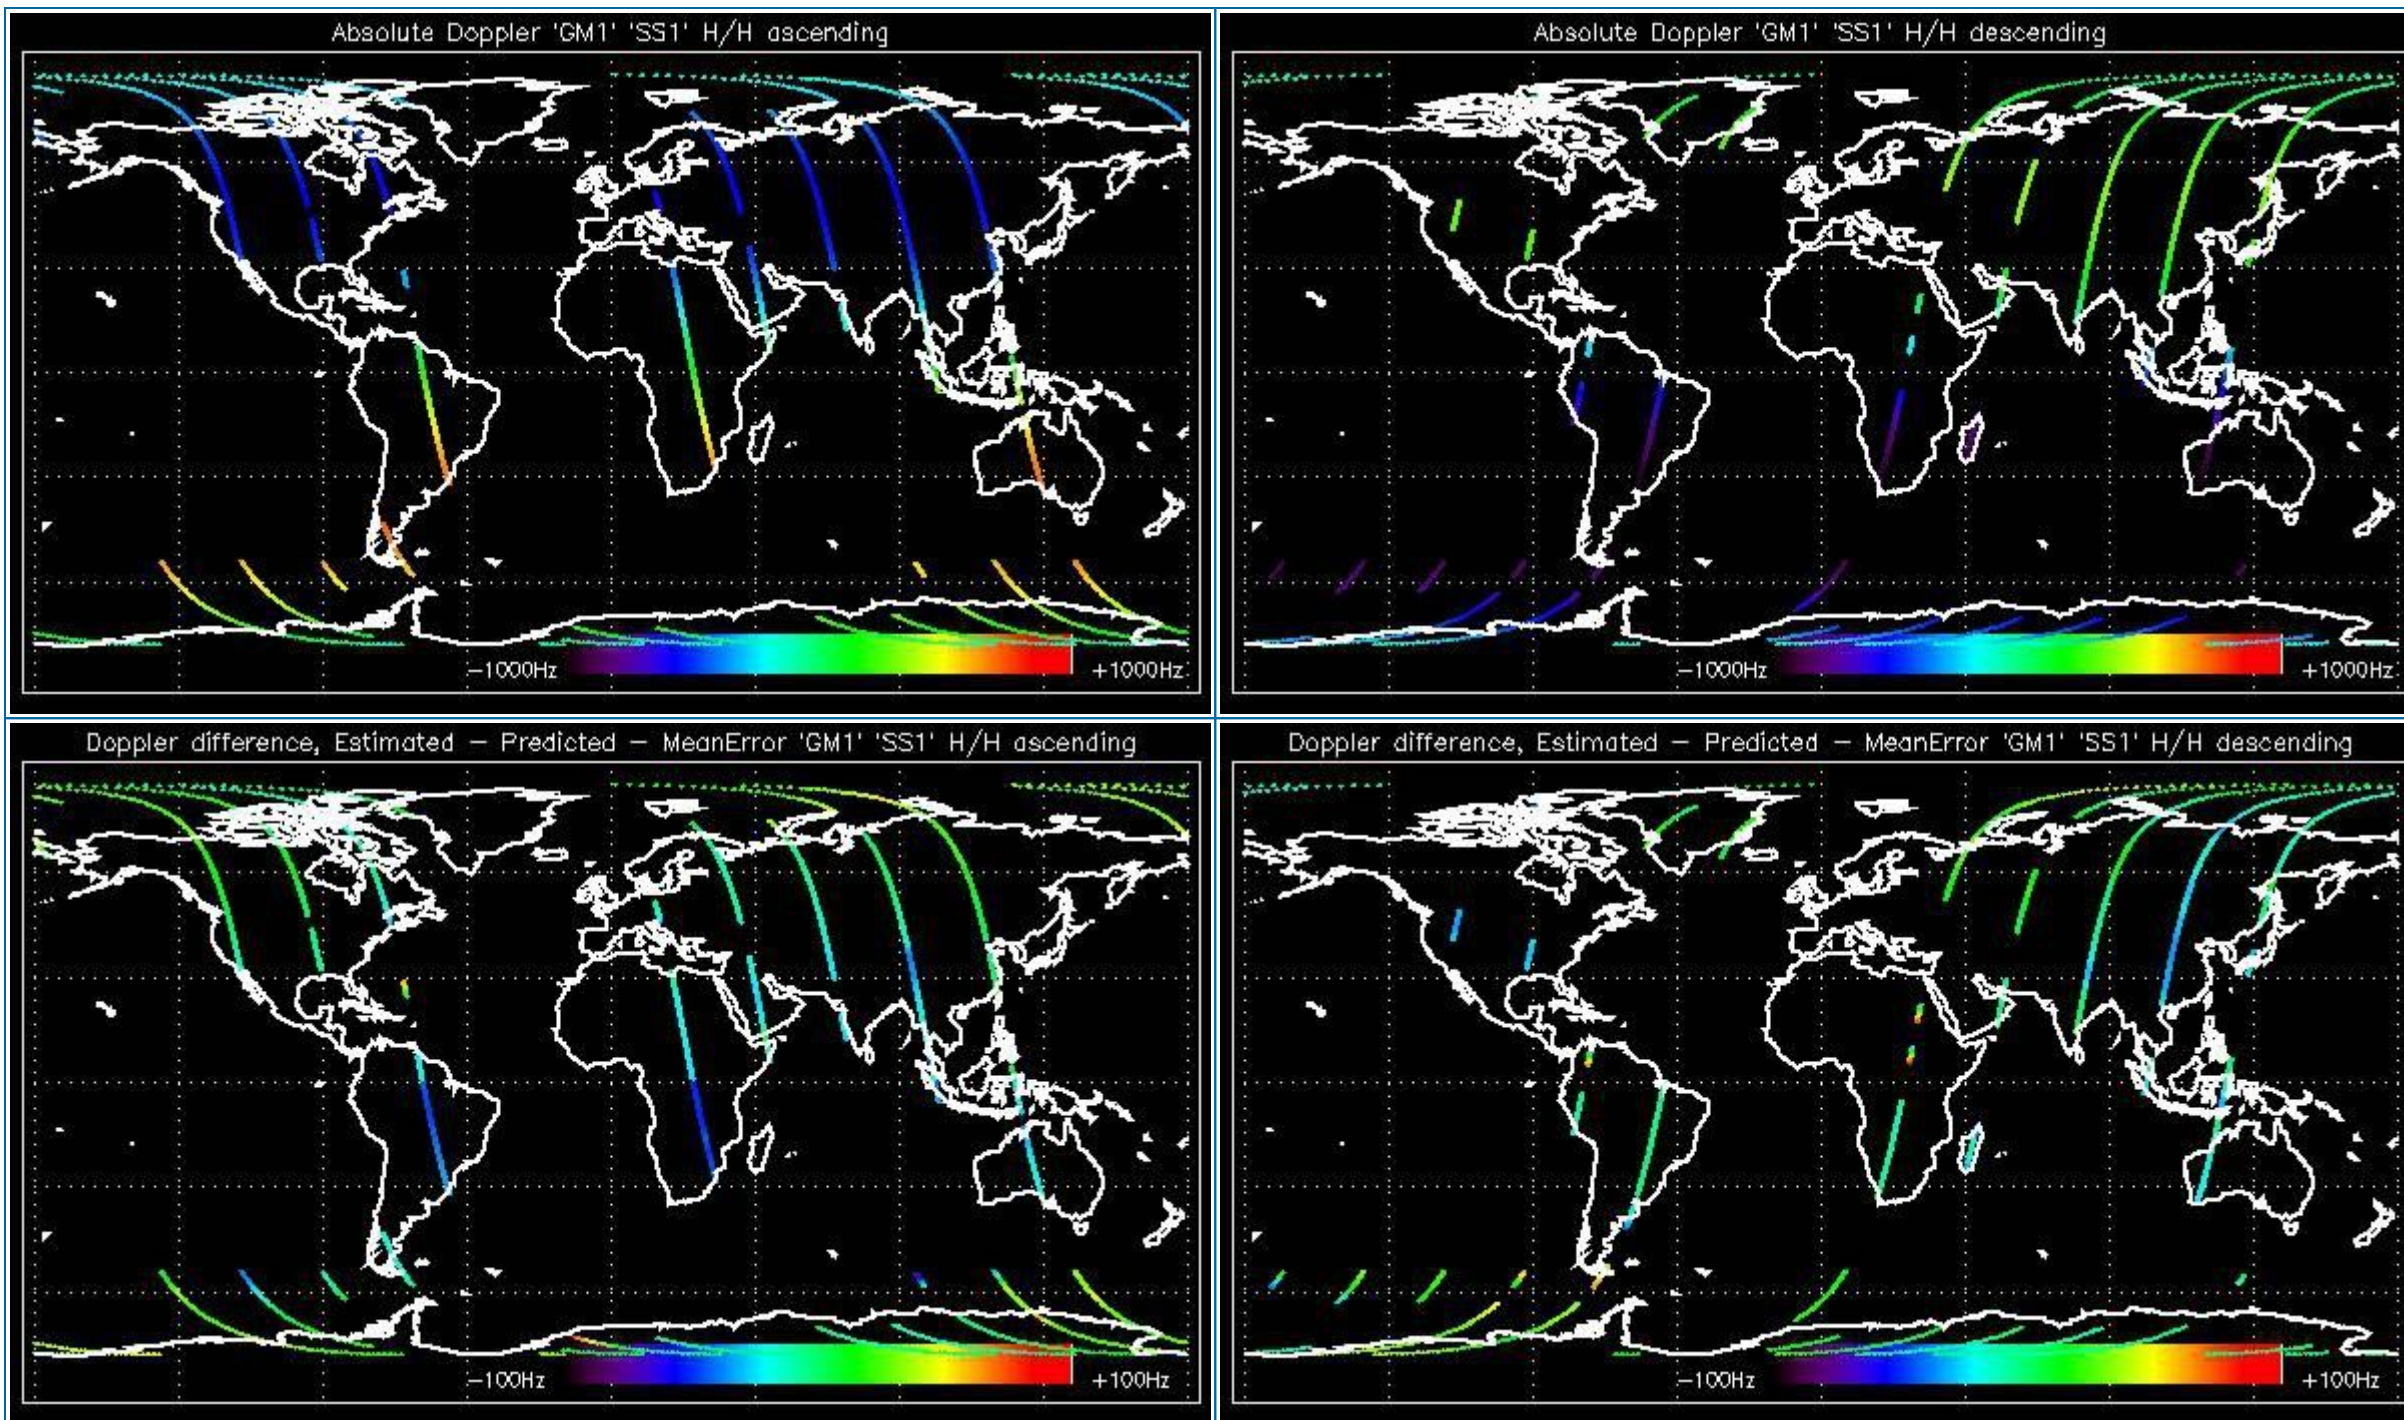 Absolute Doppler 'GM1' 'SS1' H/H ascending
-1000Hz
+1000Hz
Absolute Doppler 'GM1' 'SS1' H/H descending
-1000Hz
+1000Hz
Doppler difference, Estimated - Predicted - MeanError 'GM1' 'SS1' H/H ascending
-100Hz
+100Hz
Doppler difference, Estimated - Predicted - MeanError 'GM1' 'SS1' H/H descending
-100Hz
+100Hz